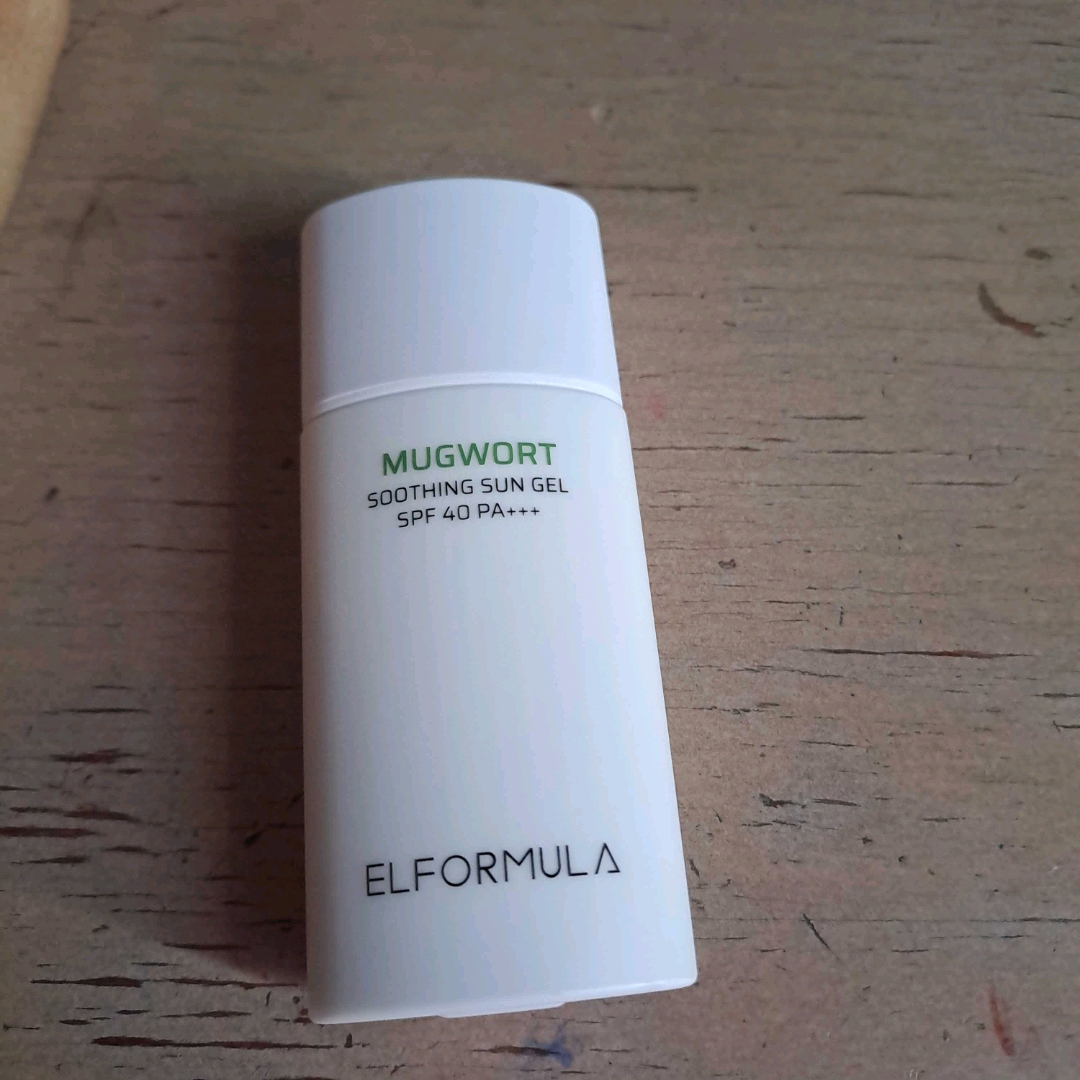 MUGWORT
SOOTHING SUN GEL
SPF 40 PA+++
ELFORMULA